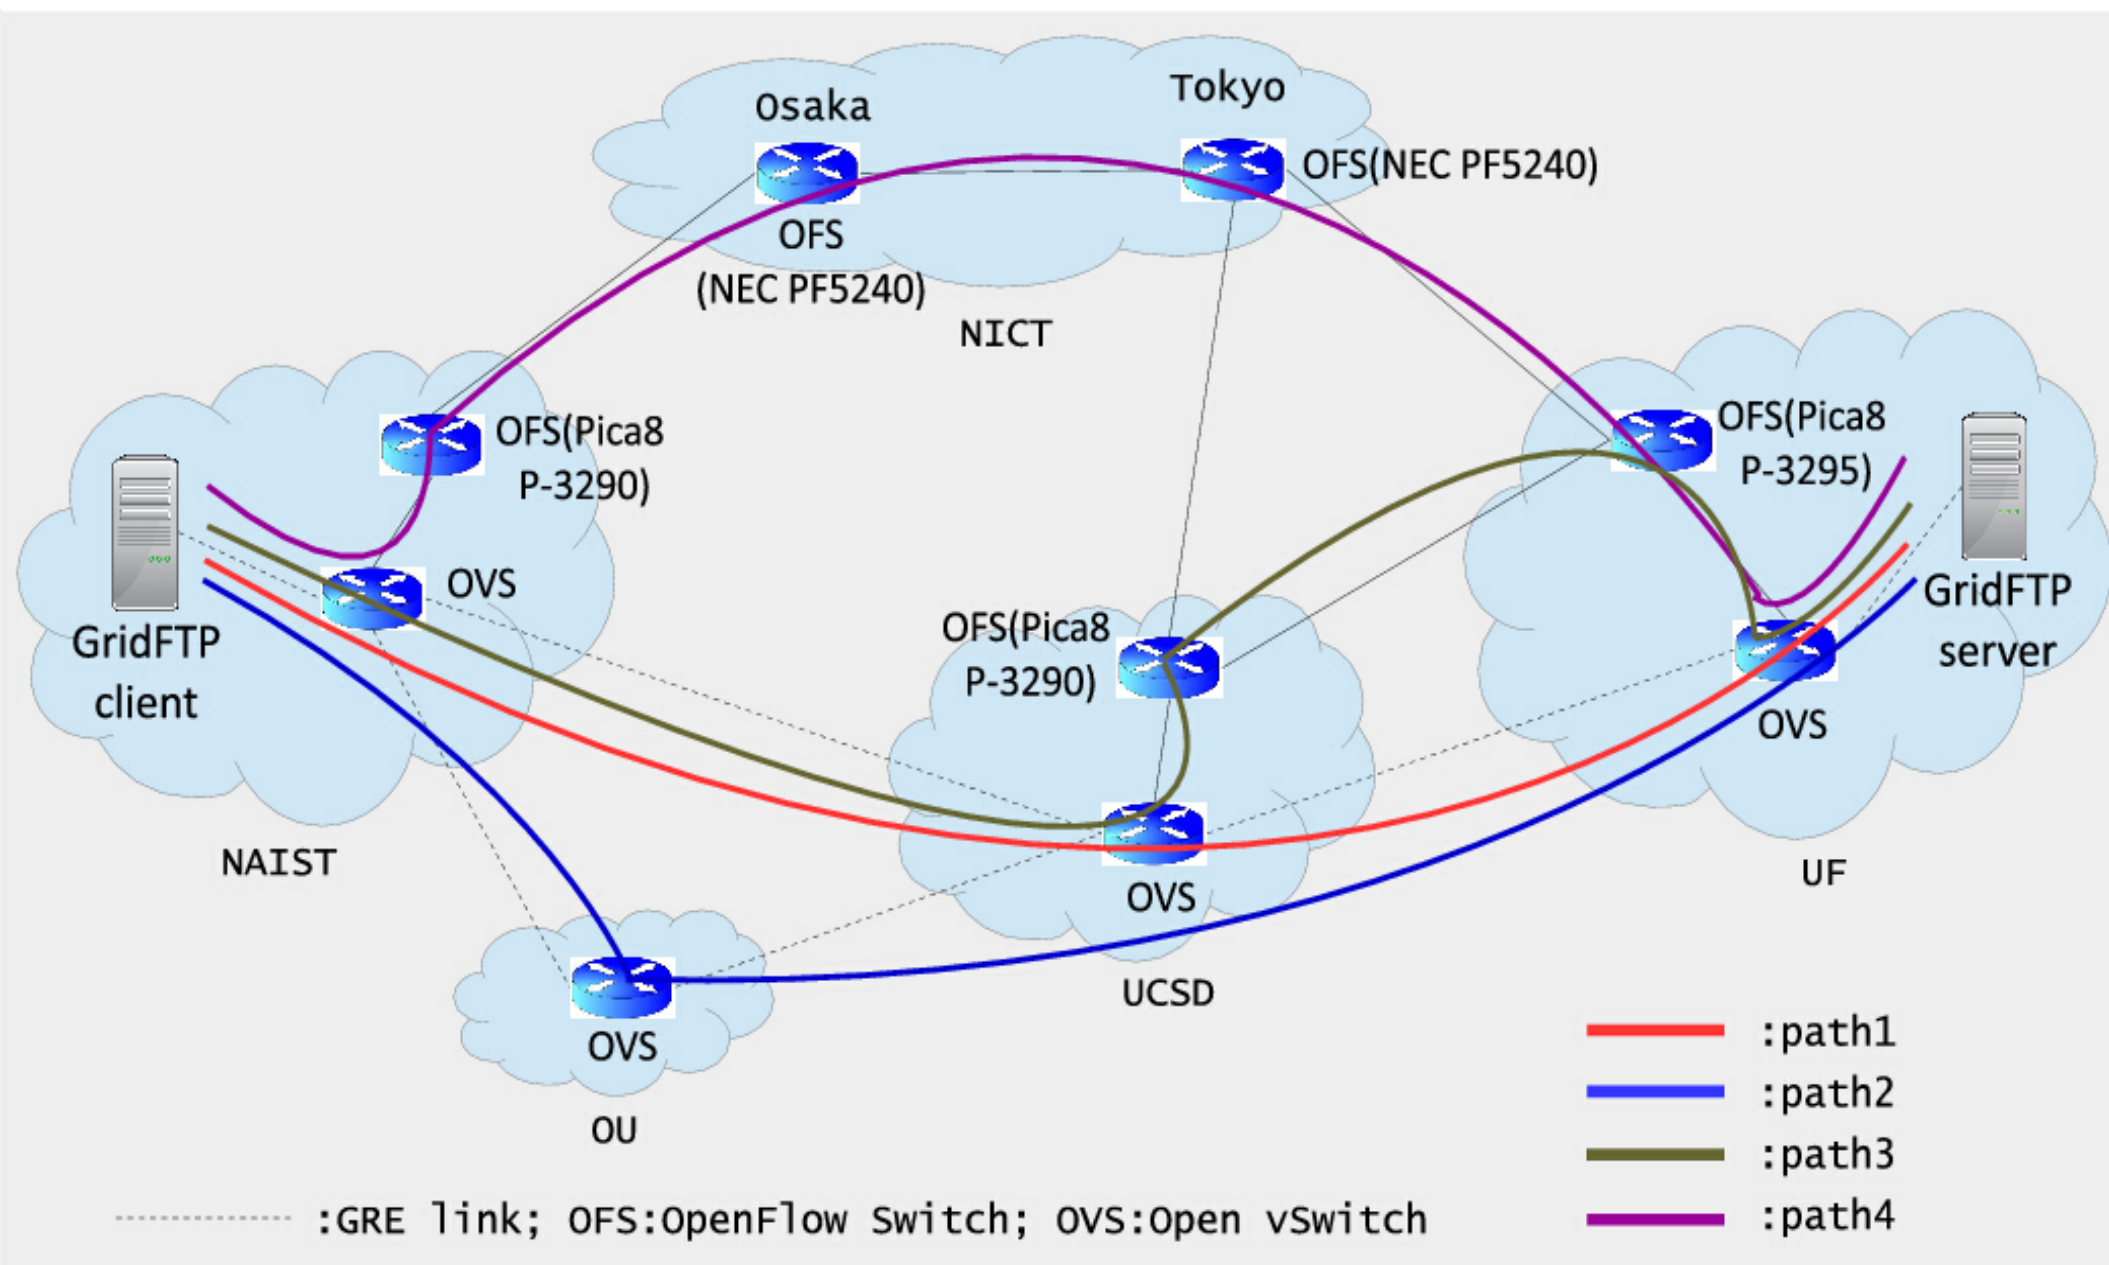 Osaka
Tokyo
OFS(NEC PF5240)
OFS
(NEC PF5240)
NICT
OFS(Pica8
P-3290)
OFS(Pica8
P-3295)
OVS
GridFTP
client
GridFTP
server
OFS(Pica8
P-3290)
OVS
NAIST
UF
OVS
UCSD
OVS
OU
:path1
:path2
:path3
:path4
:GRE link; OFS:OpenFlow Switch; OVS:Open vSwitch